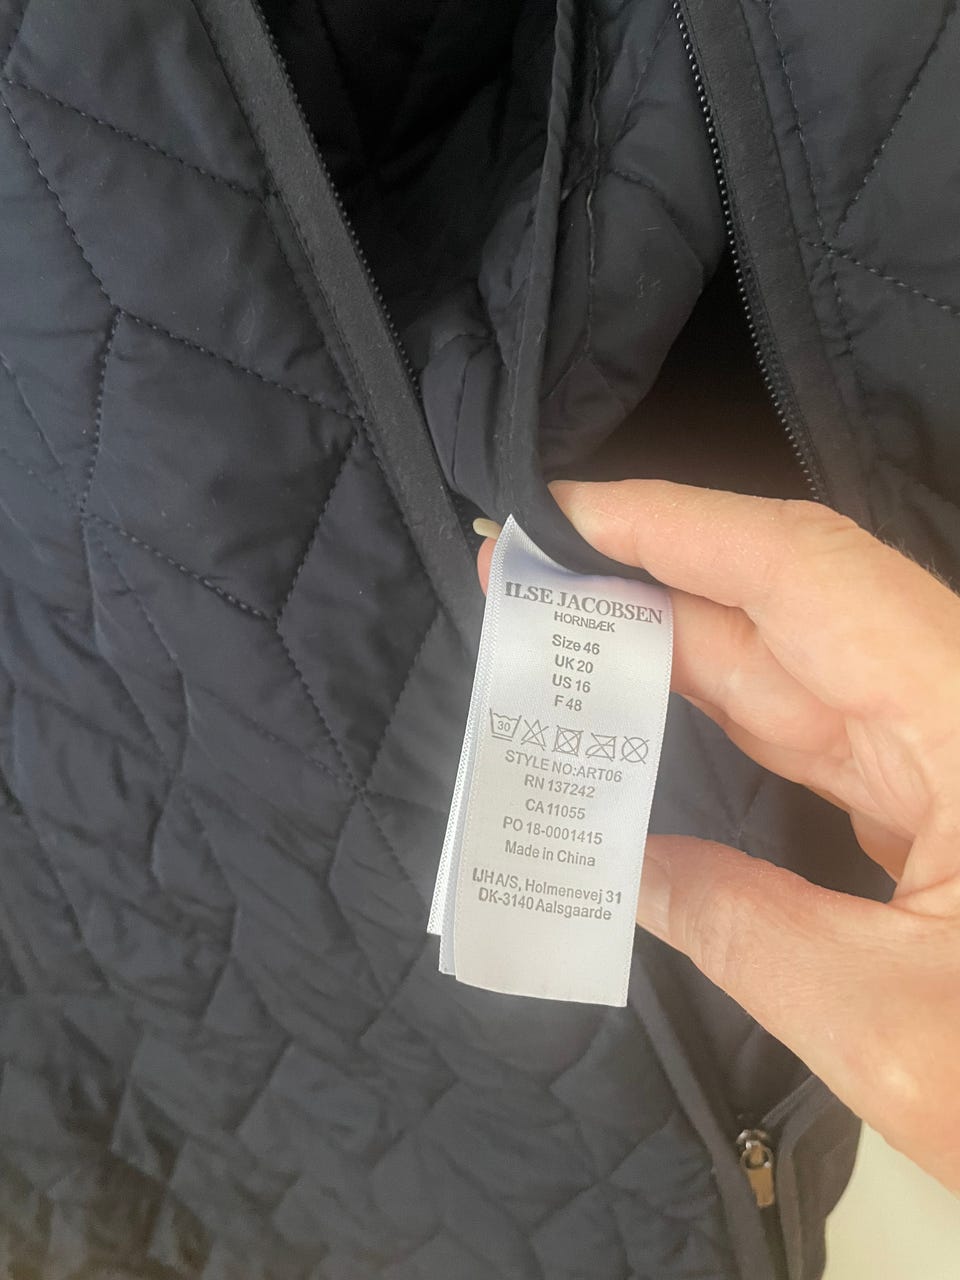 ILSE JACOBSEN
HORNBÆK
Size 46
UK 20
US 16
F 48
30
STYLE NO:ART06
RN 137242
CA 11055
PO 18-0001415
Made in China
IJH A/S, Holmenevej 31
DK-3140 Aalsgaarde